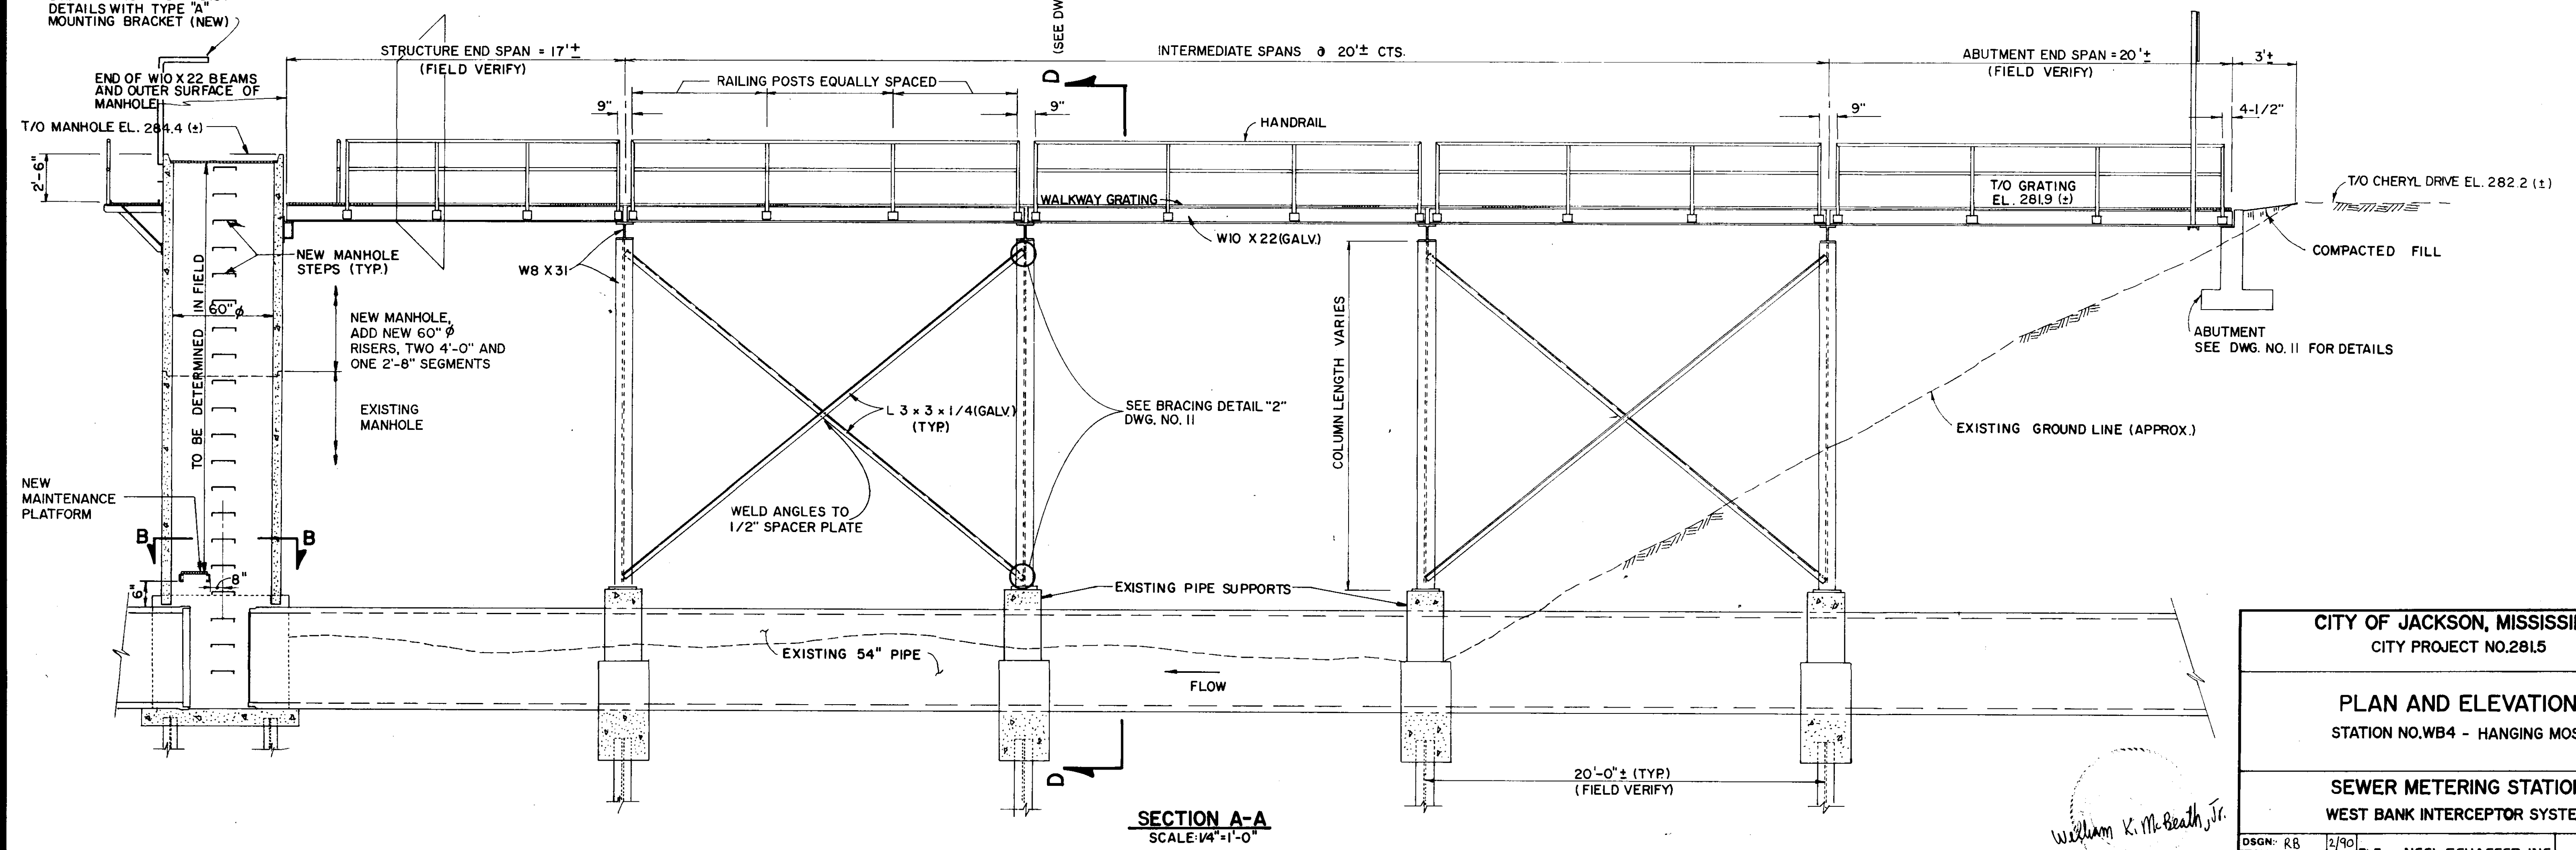 DETAILS WITH TYPE "A"
MOUNTING BRACKET (NEW)
END OF W10 X 22 BEAMS
AND OUTER SURFACE OF
MANHOLE
T/O MANHOLE EL. 284.4 (±)
2'-6"
STRUCTURE END SPAN = 17'±
(FIELD VERIFY)
(SEE DW
INTERMEDIATE SPANS @ 20'± CTS.
ABUTMENT END SPAN = 20'±
(FIELD VERIFY)
3'±
RAILING POSTS EQUALLY SPACED
9"
9"
D
9"
4-1/2"
HANDRAIL
WALKWAY GRATING
W10 X 22 (GALV.)
T/O GRATING
EL. 281.9 (±)
T/O CHERYL DRIVE EL. 282.2 (±)
COMPACTED FILL
ABUTMENT
SEE DWG. NO. 11 FOR DETAILS
NEW MANHOLE
STEPS (TYP.)
W8 X 31
TO BE DETERMINED IN FIELD
60" ϕ
NEW MANHOLE,
ADD NEW 60" ϕ
RISERS, TWO 4'-0" AND
ONE 2'-8" SEGMENTS
EXISTING
MANHOLE
L 3 x 3 x 1/4 (GALV.)
(TYP.)
SEE BRACING DETAIL "2"
DWG. NO. 11
COLUMN LENGTH VARIES
EXISTING GROUND LINE (APPROX.)
NEW
MAINTENANCE
PLATFORM
WELD ANGLES TO
1/2" SPACER PLATE
B
B
8"
6"
EXISTING PIPE SUPPORTS
EXISTING 54" PIPE
FLOW
D
20'-0" ± (TYP.)
(FIELD VERIFY)
SECTION A-A
SCALE: 1/4" = 1'-0"
William K. McBeath, Jr.
CITY OF JACKSON, MISSISSI
CITY PROJECT NO. 281.5
PLAN AND ELEVATION
STATION NO. WB4 - HANGING MOS
SEWER METERING STATIO
WEST BANK INTERCEPTOR SYSTE
DSGN: RB 2/90